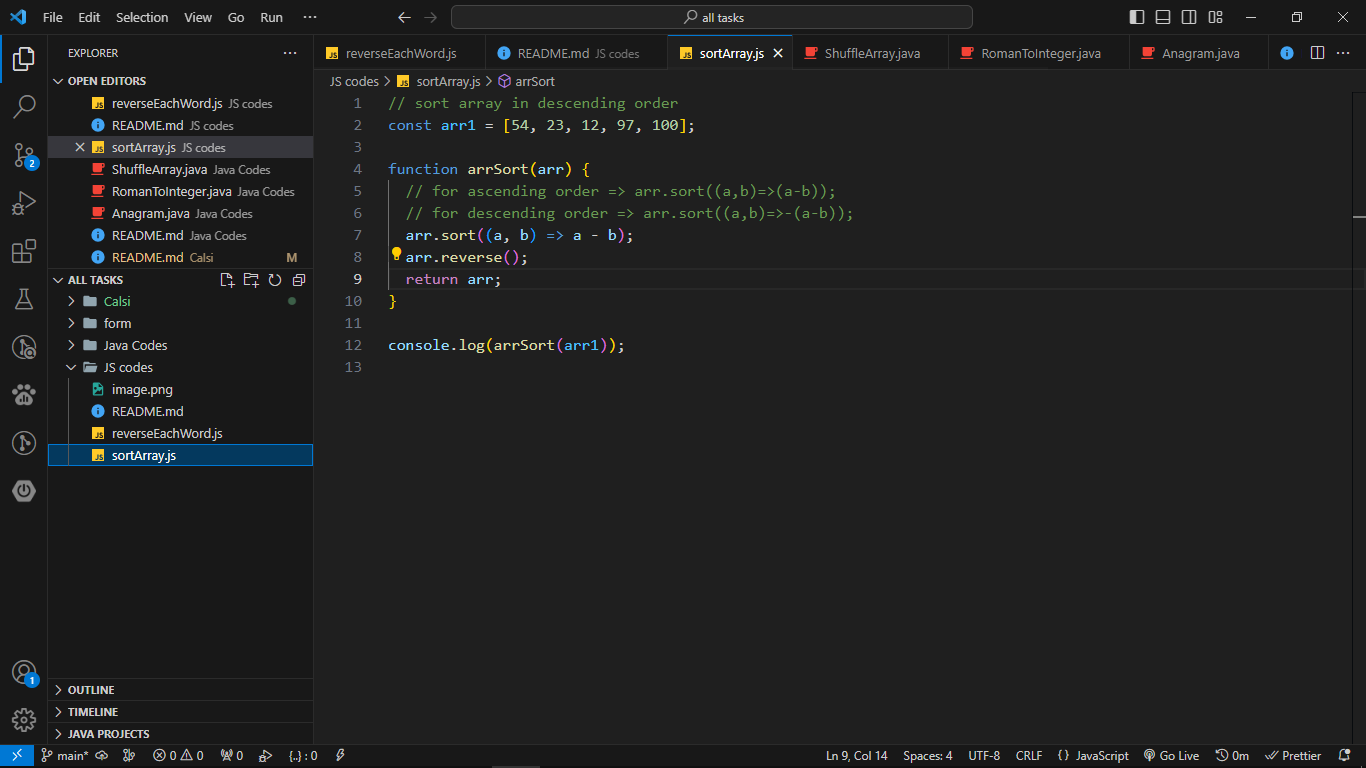 File Edit Selection View Go Run ···
all tasks
EXPLORER
OPEN EDITORS
reverseEachWord.js JS codes
README.md JS codes
sortArray.js JS codes
ShuffleArray.java Java Codes
RomanToInteger.java Java Codes
Anagram.java Java Codes
README.md Java Codes
README.md Calsi M
ALL TASKS
Calsi
form
Java Codes
JS codes
image.png
README.md
reverseEachWord.js
sortArray.js
OUTLINE
TIMELINE
JAVA PROJECTS
2
1
reverseEachWord.js README.md JS codes sortArray.js ShuffleArray.java RomanToInteger.java Anagram.java
JS codes > sortArray.js > arrSort
1 // sort array in descending order
2 const arr1 = [54, 23, 12, 97, 100];
3
4 function arrSort(arr) {
5 // for ascending order => arr.sort((a,b)=>(a-b));
6 // for descending order => arr.sort((a,b)=>-(a-b));
7 arr.sort((a, b) => a - b);
8 arr.reverse();
9 return arr;
10 }
11
12 console.log(arrSort(arr1));
13
main* 0 0 0 {..} : 0 Ln 9, Col 14 Spaces: 4 UTF-8 CRLF {} JavaScript Go Live 0m Prettier